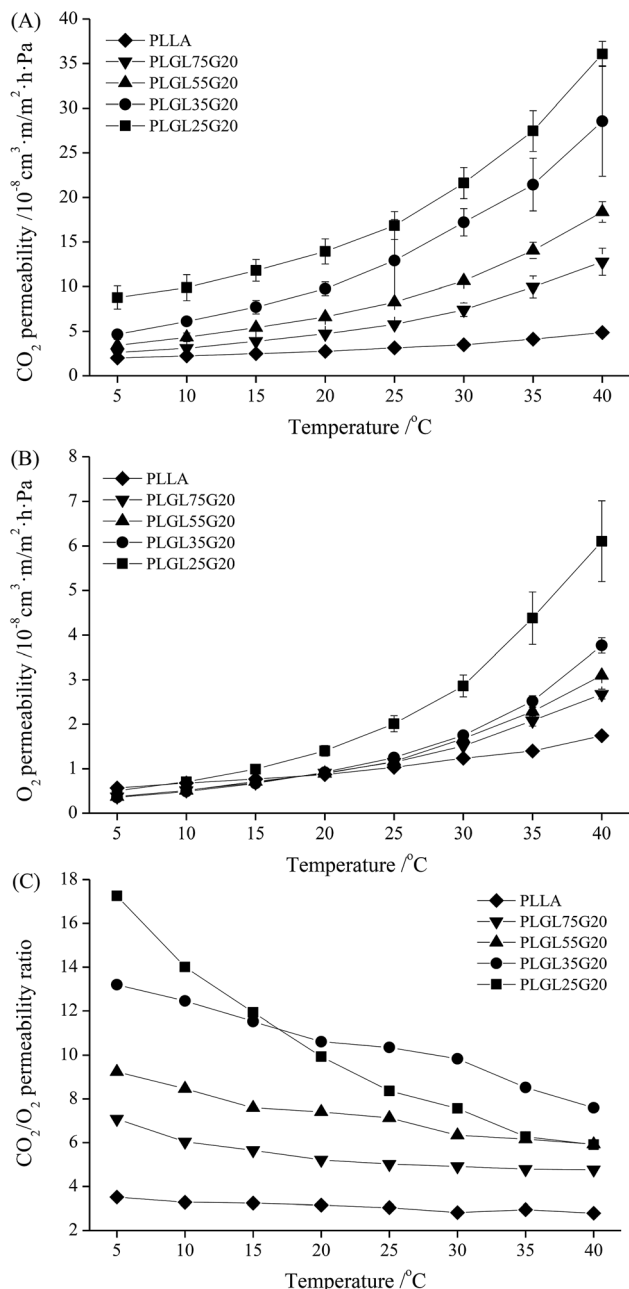 (A)
PLLA
PLGL75G20
PLGL55G20
PLGL35G20
PLGL25G20
CO₂ permeability /10⁻⁸ cm³·m/m²·h·Pa
40
35
30
25
20
15
10
5
0
5 10 15 20 25 30 35 40
Temperature /°C
(B)
PLLA
PLGL75G20
PLGL55G20
PLGL35G20
PLGL25G20
O₂ permeability /10⁻⁸ cm³·m/m²·h·Pa
8
7
6
5
4
3
2
1
0
5 10 15 20 25 30 35 40
Temperature /°C
(C)
PLLA
PLGL75G20
PLGL55G20
PLGL35G20
PLGL25G20
CO₂/O₂ permeability ratio
18
16
14
12
10
8
6
4
2
5 10 15 20 25 30 35 40
Temperature /°C